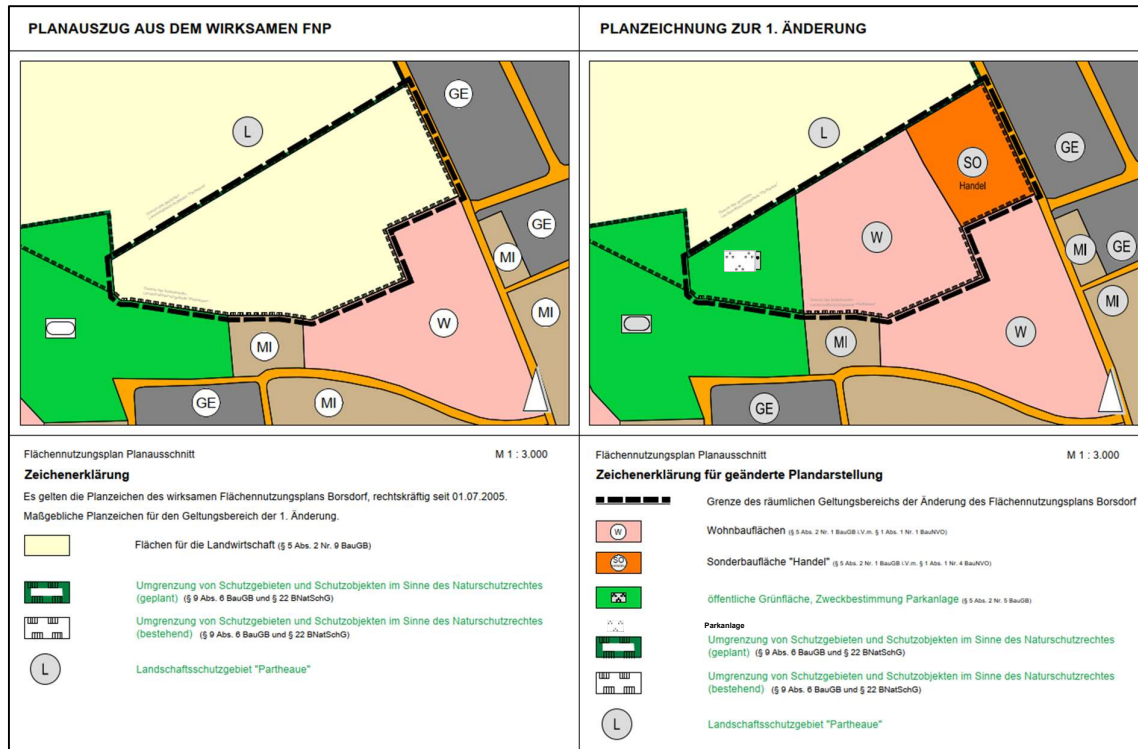 PLANAUSZUG AUS DEM WIRKSAMEN FNP
GE
L
GE
MI
MI
W
MI
GE
MI
Flächennutzungsplan Planausschnitt M 1 : 3.000
Zeichenerklärung
Es gelten die Planzeichen des wirksamen Flächennutzungsplans Borsdorf, rechtskräftig seit 01.07.2005.
Maßgebliche Planzeichen für den Geltungsbereich der 1. Änderung.
Flächen für die Landwirtschaft (§ 5 Abs. 2 Nr. 9 BauGB)
Umgrenzung von Schutzgebieten und Schutzobjekten im Sinne des Naturschutzrechtes
(geplant) (§ 9 Abs. 6 BauGB und § 22 BNatSchG)
Umgrenzung von Schutzgebieten und Schutzobjekten im Sinne des Naturschutzrechtes
(bestehend) (§ 9 Abs. 6 BauGB und § 22 BNatSchG)
L Landschaftsschutzgebiet "Partheaue"
PLANZEICHNUNG ZUR 1. ÄNDERUNG
L
GE
SO
Handel
W
MI
GE
MI
W
MI
GE
Flächennutzungsplan Planausschnitt M 1 : 3.000
Zeichenerklärung für geänderte Plandarstellung
Grenze des räumlichen Geltungsbereichs der Änderung des Flächennutzungsplans Borsdorf
W Wohnbauflächen (§ 5 Abs. 2 Nr. 1 BauGB i.V.m. § 1 Abs. 1 Nr. 1 BauNVO)
SO Sonderbaufläche "Handel" (§ 5 Abs. 2 Nr. 1 BauGB i.V.m. § 1 Abs. 1 Nr. 4 BauNVO)
öffentliche Grünfläche, Zweckbestimmung Parkanlage (§ 5 Abs. 2 Nr. 5 BauGB)
Parkanlage
Umgrenzung von Schutzgebieten und Schutzobjekten im Sinne des Naturschutzrechtes
(geplant) (§ 9 Abs. 6 BauGB und § 22 BNatSchG)
Umgrenzung von Schutzgebieten und Schutzobjekten im Sinne des Naturschutzrechtes
(bestehend) (§ 9 Abs. 6 BauGB und § 22 BNatSchG)
L Landschaftsschutzgebiet "Partheaue"